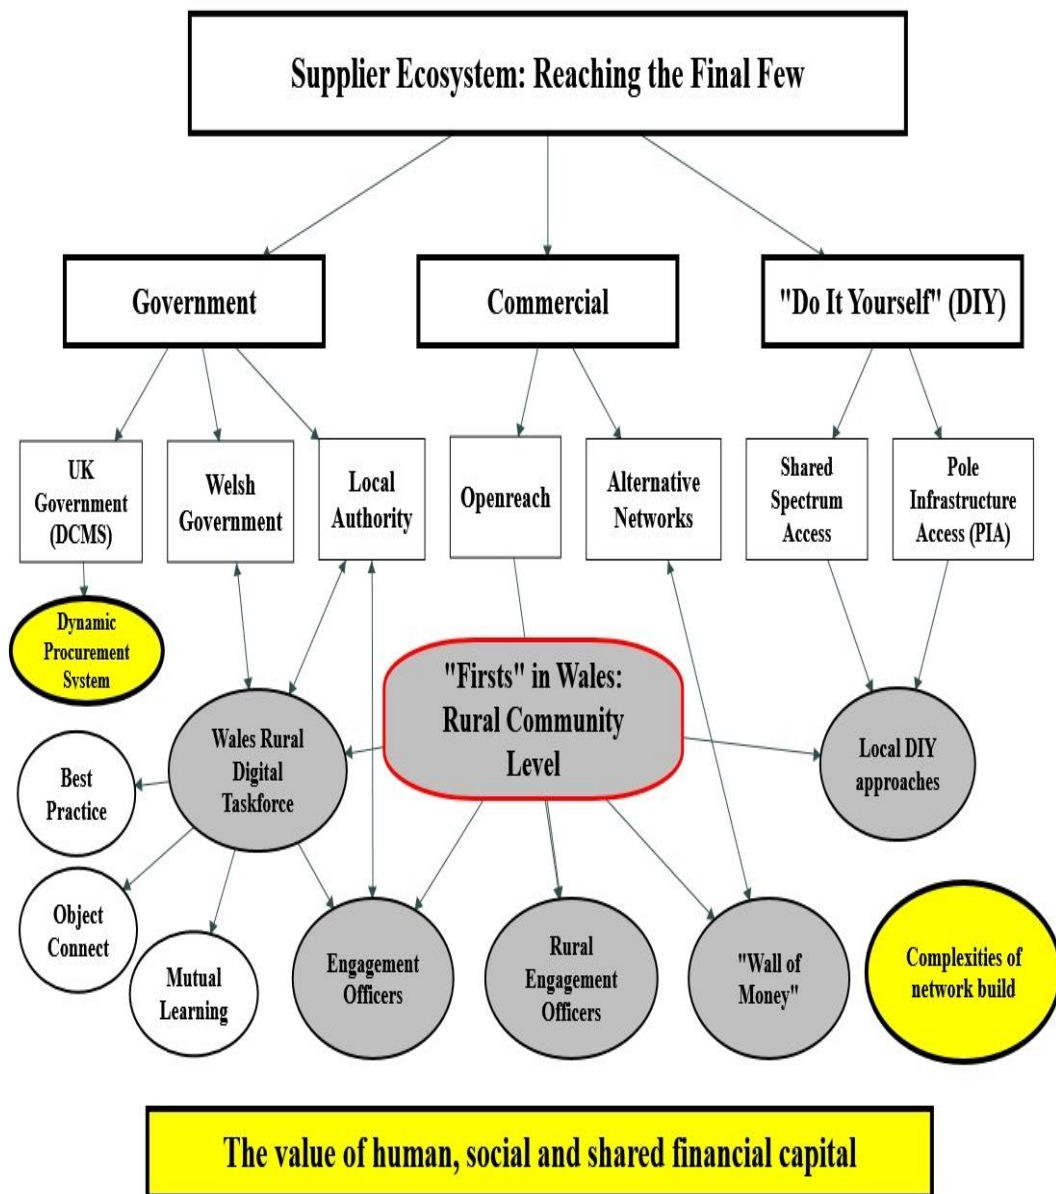 Supplier Ecosystem: Reaching the Final Few
Government
Commercial
"Do It Yourself" (DIY)
UK
Government
(DCMS)
Welsh
Government
Local
Authority
Openreach
Alternative
Networks
Shared
Spectrum
Access
Pole
Infrastructure
Access (PIA)
Dynamic
Procurement
System
"Firsts" in Wales:
Rural Community
Level
Wales Rural
Digital
Taskforce
Local DIY
approaches
Best
Practice
Object
Connect
Mutual
Learning
Engagement
Officers
Rural
Engagement
Officers
"Wall of
Money"
Complexities of
network build
The value of human, social and shared financial capital